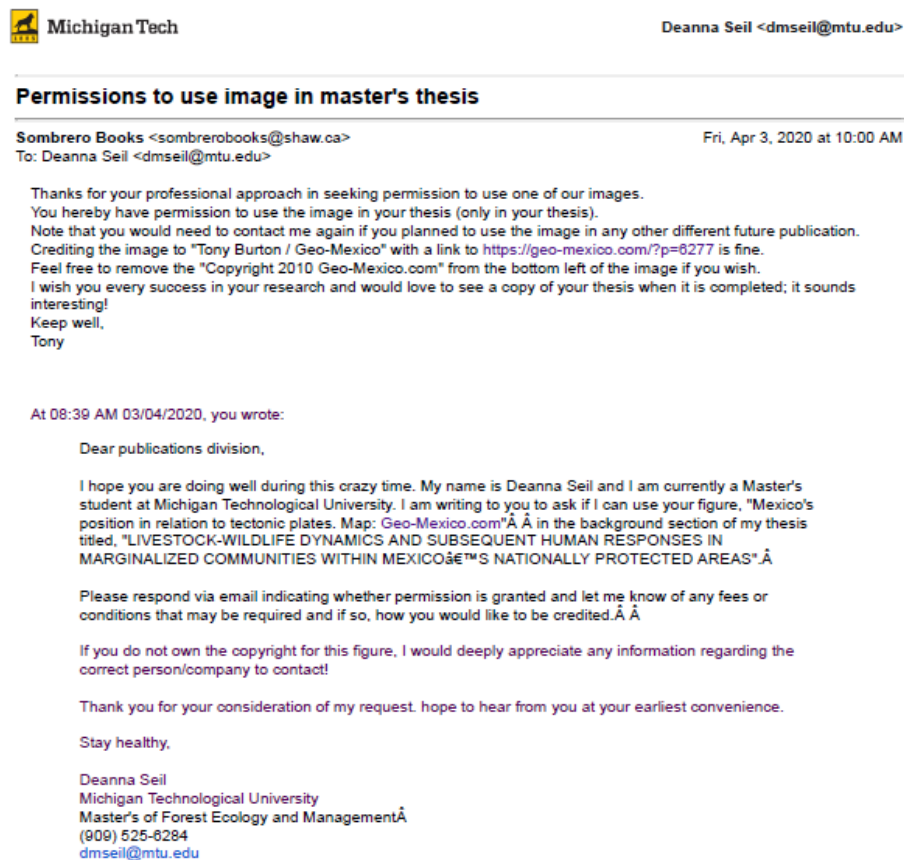 Michigan Tech
Deanna Seil <dmseil@mtu.edu>
Permissions to use image in master's thesis
Sombrero Books <sombrerobooks@shaw.ca>
Fri, Apr 3, 2020 at 10:00 AM
To: Deanna Seil <dmseil@mtu.edu>
Thanks for your professional approach in seeking permission to use one of our images.
You hereby have permission to use the image in your thesis (only in your thesis).
Note that you would need to contact me again if you planned to use the image in any other different future publication.
Crediting the image to "Tony Burton / Geo-Mexico" with a link to https://geo-mexico.com/?p=6277 is fine.
Feel free to remove the "Copyright 2010 Geo-Mexico.com" from the bottom left of the image if you wish.
I wish you every success in your research and would love to see a copy of your thesis when it is completed; it sounds
interesting!
Keep well,
Tony
At 08:39 AM 03/04/2020, you wrote:
Dear publications division,
I hope you are doing well during this crazy time. My name is Deanna Seil and I am currently a Master's
student at Michigan Technological University. I am writing to you to ask if I can use your figure, "Mexico's
position in relation to tectonic plates. Map: Geo-Mexico.com"Â Â in the background section of my thesis
titled, "LIVESTOCK-WILDLIFE DYNAMICS AND SUBSEQUENT HUMAN RESPONSES IN
MARGINALIZED COMMUNITIES WITHIN MEXICOâ€™S NATIONALLY PROTECTED AREAS".Â
Please respond via email indicating whether permission is granted and let me know of any fees or
conditions that may be required and if so, how you would like to be credited.Â Â
If you do not own the copyright for this figure, I would deeply appreciate any information regarding the
correct person/company to contact!
Thank you for your consideration of my request. hope to hear from you at your earliest convenience.
Stay healthy,
Deanna Seil
Michigan Technological University
Master's of Forest Ecology and ManagementÂ
(909) 525-6284
dmseil@mtu.edu